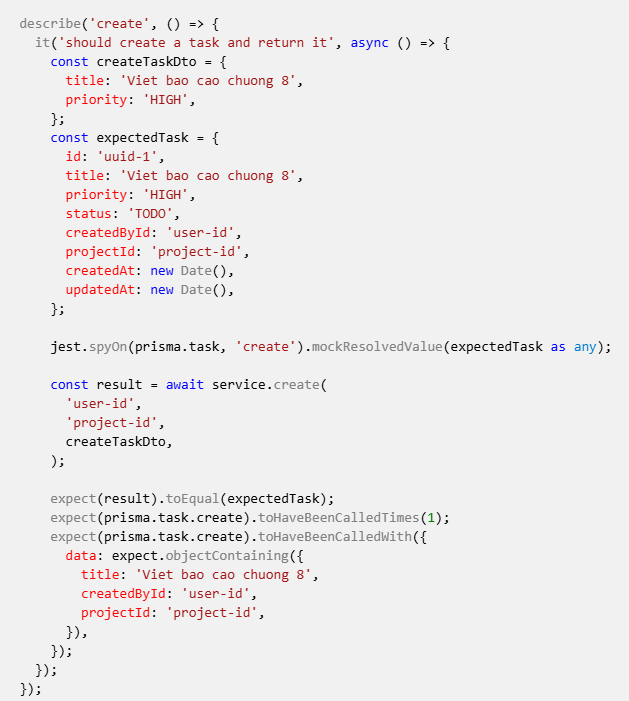 describe('create', () => {
  it('should create a task and return it', async () => {
    const createTaskDto = {
      title: 'Viet bao cao chuong 8',
      priority: 'HIGH',
    };
    const expectedTask = {
      id: 'uuid-1',
      title: 'Viet bao cao chuong 8',
      priority: 'HIGH',
      status: 'TODO',
      createdById: 'user-id',
      projectId: 'project-id',
      createdAt: new Date(),
      updatedAt: new Date(),
    };

    jest.spyOn(prisma.task, 'create').mockResolvedValue(expectedTask as any);

    const result = await service.create(
      'user-id',
      'project-id',
      createTaskDto,
    );

    expect(result).toEqual(expectedTask);
    expect(prisma.task.create).toHaveBeenCalledTimes(1);
    expect(prisma.task.create).toHaveBeenCalledWith({
      data: expect.objectContaining({
        title: 'Viet bao cao chuong 8',
        createdById: 'user-id',
        projectId: 'project-id',
      }),
    });
  });
});